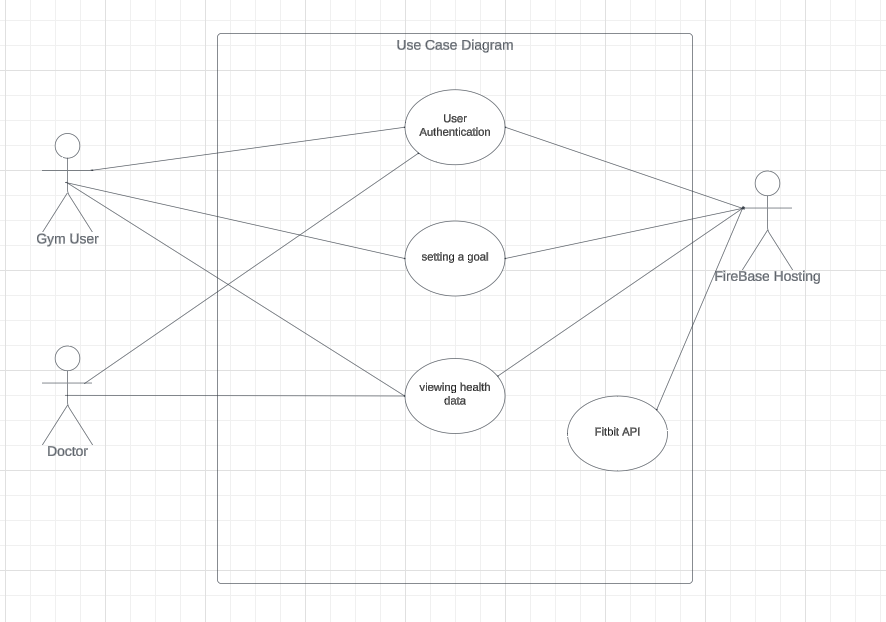 Use Case Diagram
User
Authentication
Gym User
setting a goal
FireBase Hosting
viewing health
data
Fitbit API
Doctor